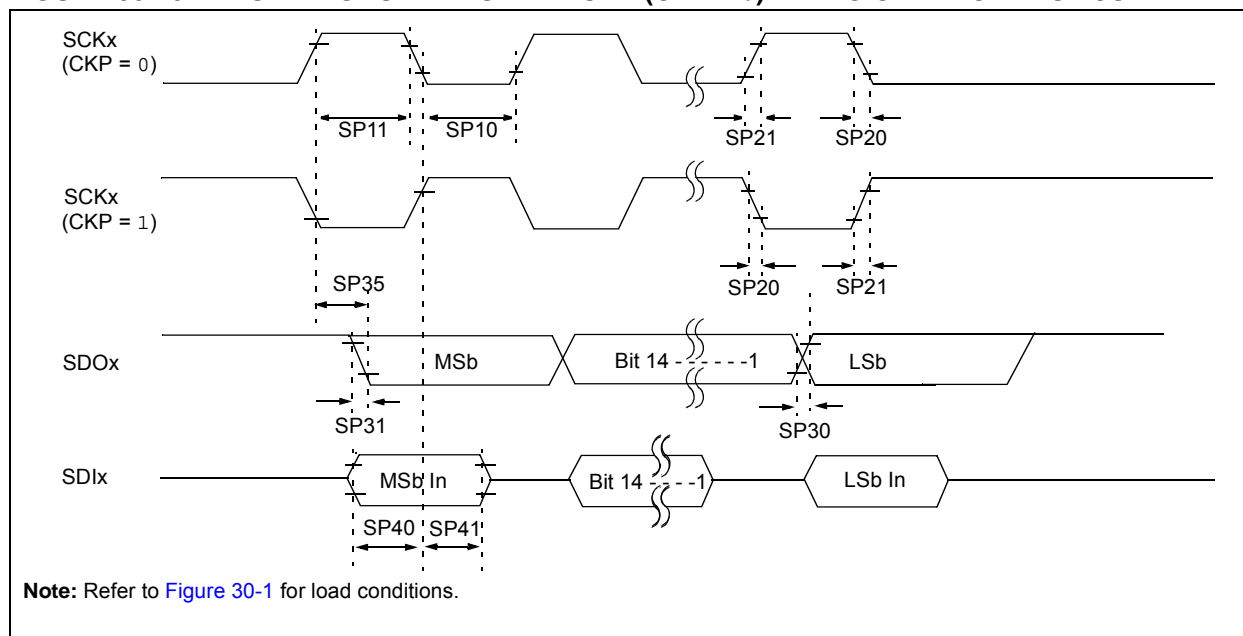 SCKx
(CKP = 0)
SP11
SP10
SP21
SP20
SCKx
(CKP = 1)
SP35
SP20
SP21
SDOx
MSb
Bit 14 - - - - - -1
LSb
SP31
SP30
SDIx
MSb In
Bit 14 - - - - -1
LSb In
SP40
SP41
Note: Refer to Figure 30-1 for load conditions.